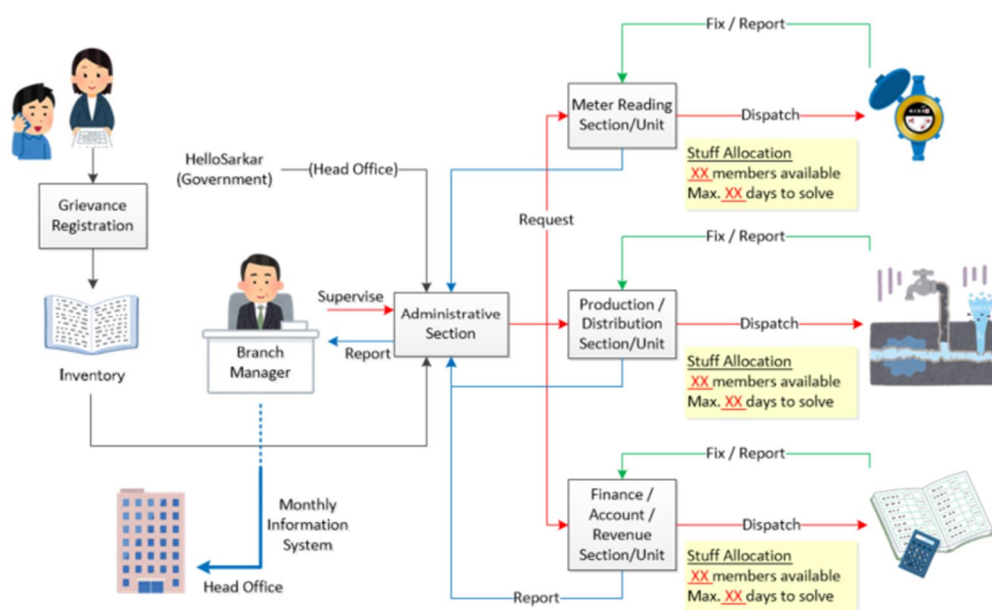 Fix / Report
Meter Reading
Section/Unit
Dispatch
Stuff Allocation
XX members available
Max. XX days to solve
HelloSarkar
(Government)
(Head Office)
Grievance
Registration
Request
Fix / Report
Supervise
Administrative
Section
Production /
Distribution
Section/Unit
Dispatch
Report
Branch
Manager
Stuff Allocation
XX members available
Max. XX days to solve
Inventory
Fix / Report
Monthly
Information
System
Finance /
Account /
Revenue
Section/Unit
Dispatch
Stuff Allocation
XX members available
Max. XX days to solve
Head Office
Report